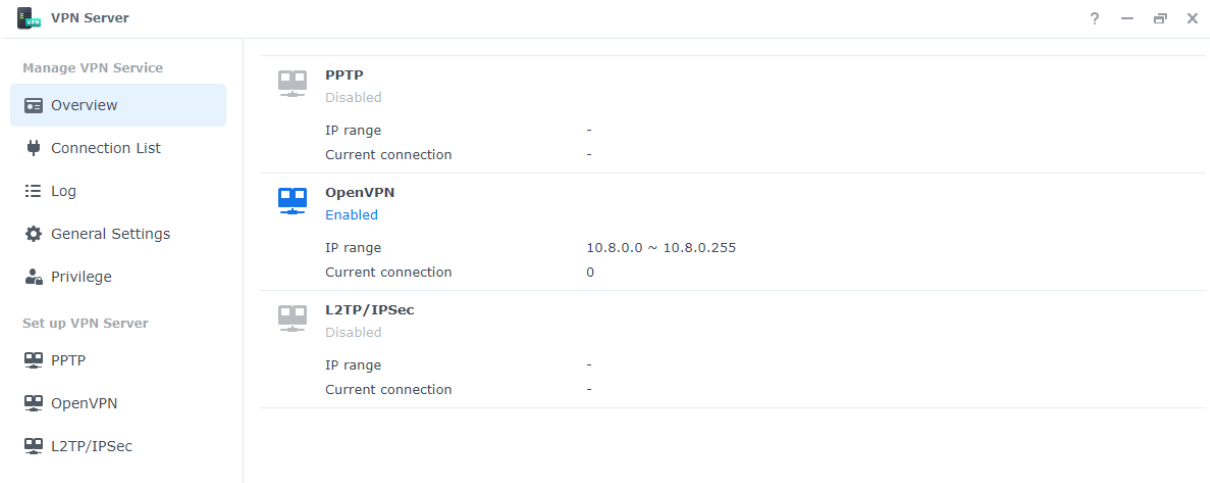 VPN Server
Manage VPN Service
Overview
Connection List
Log
General Settings
Privilege
Set up VPN Server
PPTP
OpenVPN
L2TP/IPSec
PPTP
Disabled
IP range -
Current connection -
OpenVPN
Enabled
IP range 10.8.0.0 ~ 10.8.0.255
Current connection 0
L2TP/IPSec
Disabled
IP range -
Current connection -